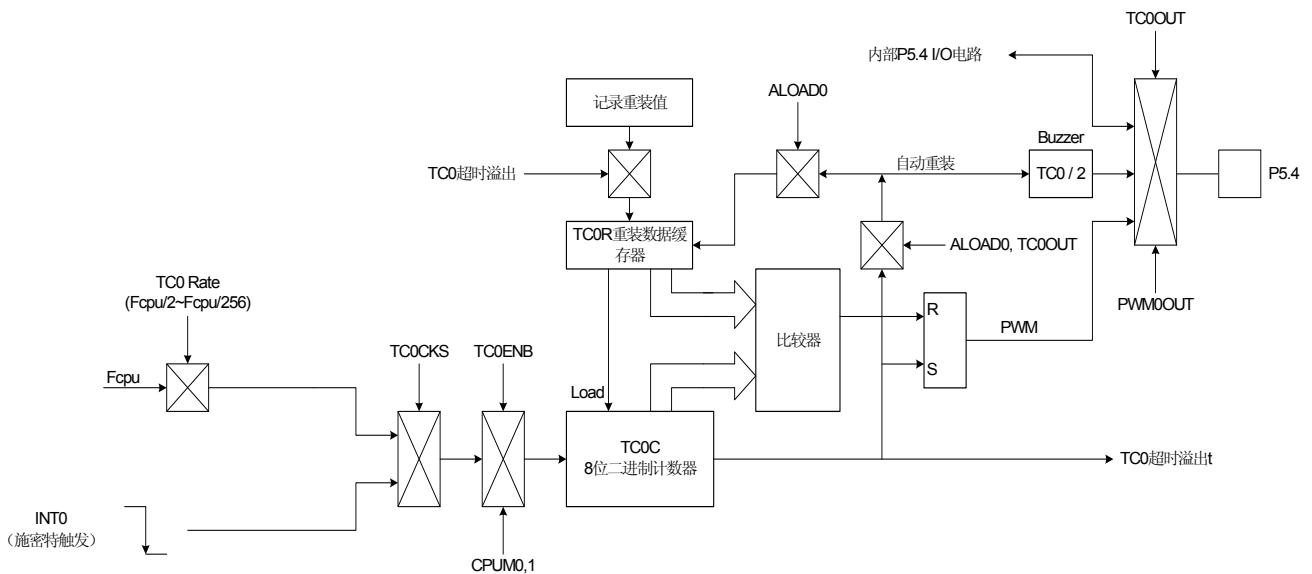 TC0OUT
内部P5.4 I/O电路
记录重装值
ALOAD0
Buzzer
TC0超时溢出
自动重装
TC0 / 2
P5.4
TC0R重装数据缓
存器
ALOAD0, TC0OUT
TC0 Rate
(Fcpu/2~Fcpu/256)
PWM0OUT
R
PWM
比较器
TC0CKS
TC0ENB
S
Fcpu
Load
TC0C
8位二进制计数器
TC0超时溢出t
INT0
（施密特触发）
CPUM0,1